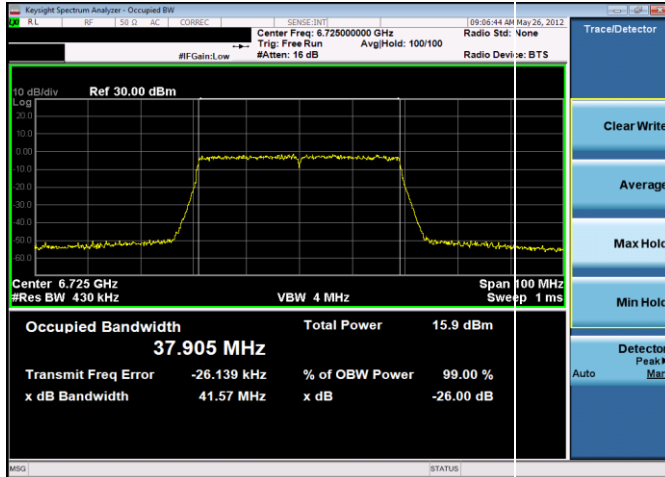 Keysight Spectrum Analyzer - Occupied BW
RL RF 50 Ω AC CORREC SENSE:INT 09:06:44 AM May 26, 2012
Center Freq: 6.725000000 GHz Radio Std: None
Trig: Free Run Avg|Hold: 100/100
#IFGain:Low #Atten: 16 dB Radio Device: BTS
Trace/Detector
10 dB/div Ref 30.00 dBm
Log
20.0
10.0
0.00
-10.0
-20.0
-30.0
-40.0
-50.0
-60.0
Center 6.725 GHz Span 100 MHz
#Res BW 430 kHz VBW 4 MHz Sweep 1 ms
Occupied Bandwidth Total Power 15.9 dBm
37.905 MHz
Transmit Freq Error -26.139 kHz % of OBW Power 99.00 %
x dB Bandwidth 41.57 MHz x dB -26.00 dB
Clear Write
Average
Max Hold
Min Hold
Detector
Peak
Auto Man
MSG STATUS